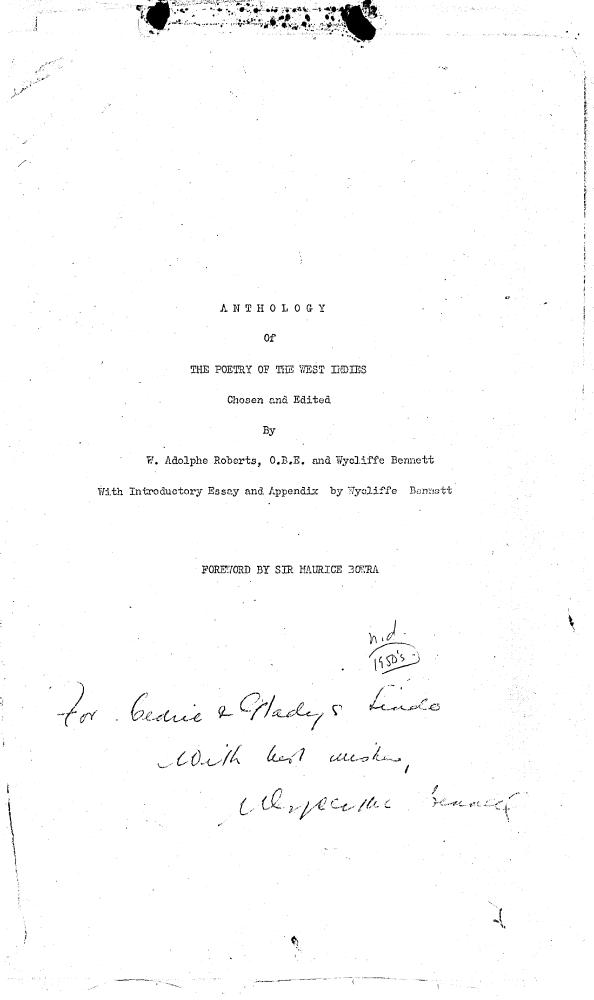 A N T H O L O G Y
Of
THE POETRY OF THE WEST INDIES
Chosen and Edited
By
W. Adolphe Roberts, O.B.E. and Wycliffe Bennett
With Introductory Essay and Appendix by Wycliffe Bennett
FOREWORD BY SIR MAURICE BOWRA
n.d.
1950's.
For Cedric & Gladys Lindo
With best wishes,
Wycliffe Bennett